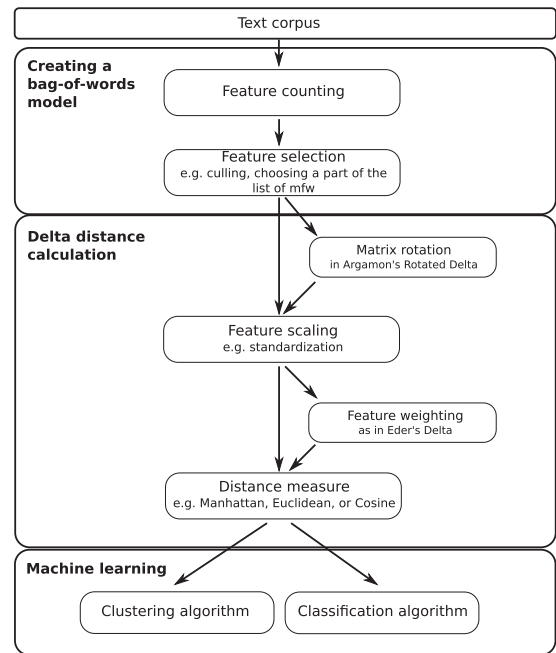 Text corpus
Creating a
bag-of-words
model
Feature counting
Feature selection
e.g. culling, choosing a part of the
list of mfw
Delta distance
calculation
Matrix rotation
in Argamon's Rotated Delta
Feature scaling
e.g. standardization
Feature weighting
as in Eder's Delta
Distance measure
e.g. Manhattan, Euclidean, or Cosine
Machine learning
Clustering algorithm
Classification algorithm